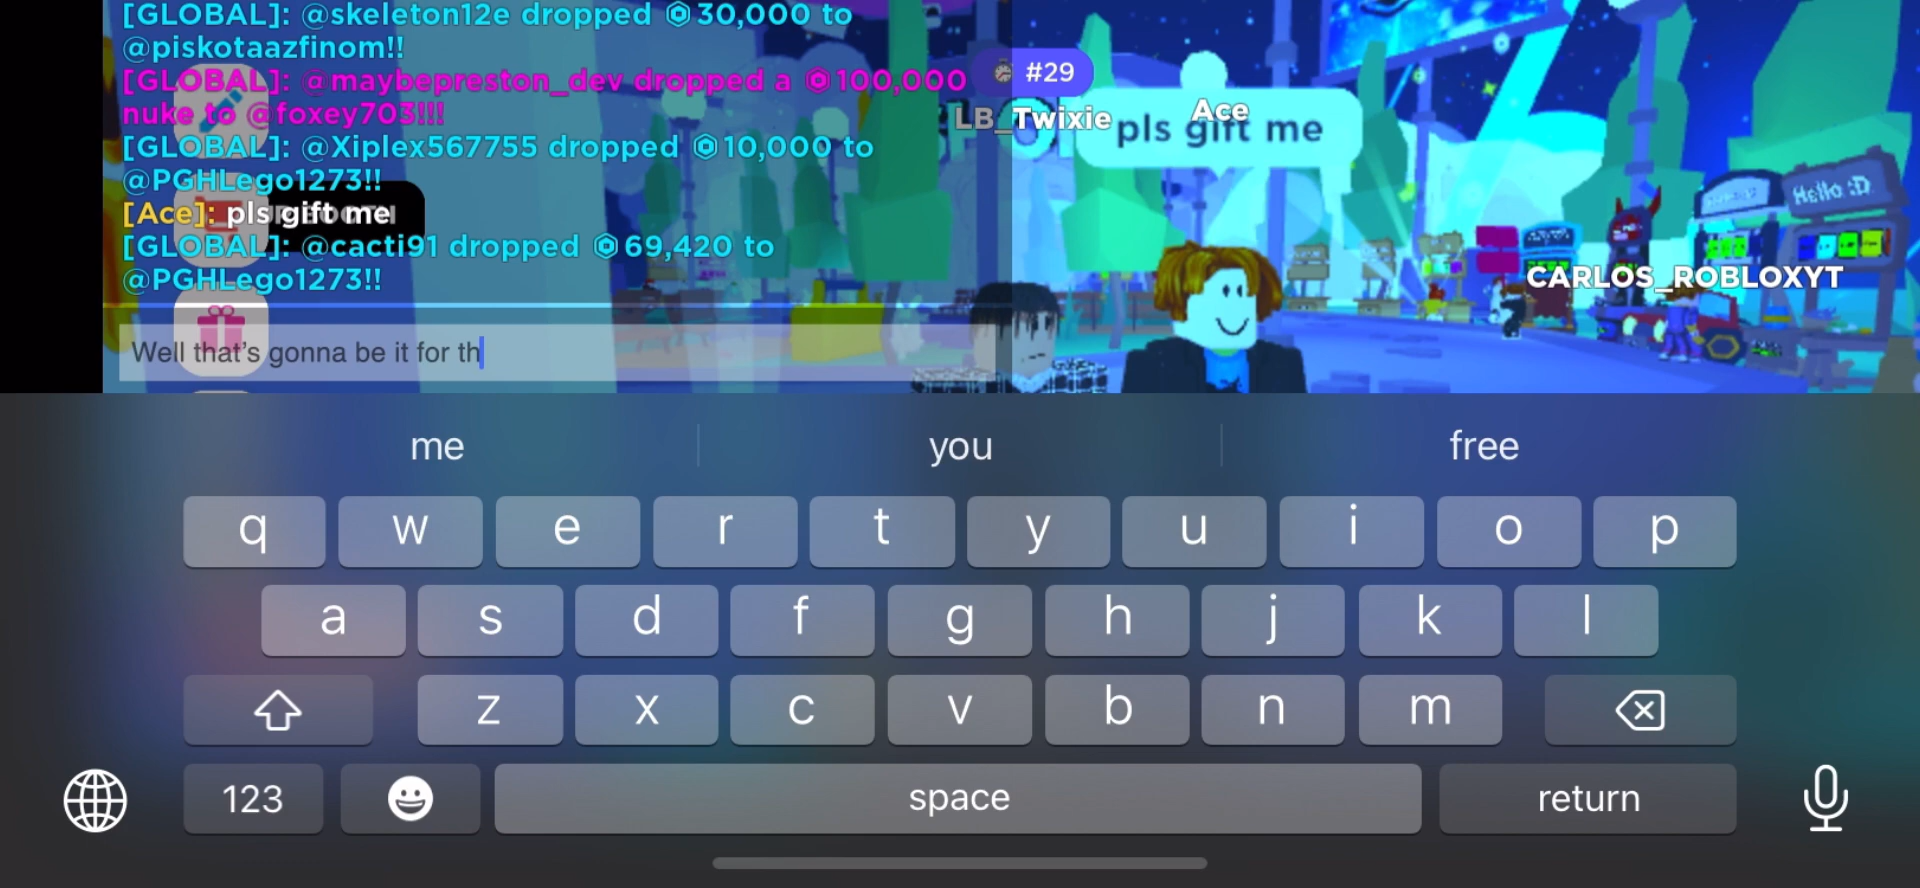 [GLOBAL]: @skeleton12e dropped 30,000 to
@piskotaazfinom!!
[GLOBAL]: @maybepreston_dev dropped a 100,000
nuke to @foxey703!!!
[GLOBAL]: @Xiplex567755 dropped 10,000 to
@PGHLego1273!!
[Ace]: pls gift me
[GLOBAL]: @cacti91 dropped 69,420 to
@PGHLego1273!!
Well that's gonna be it for th
#29
LB_Twixie
Ace
pls gift me
Hello :D
CARLOS_ROBLOXYT
me you free
q w e r t y u i o p
a s d f g h j k l
z x c v b n m
123 space return